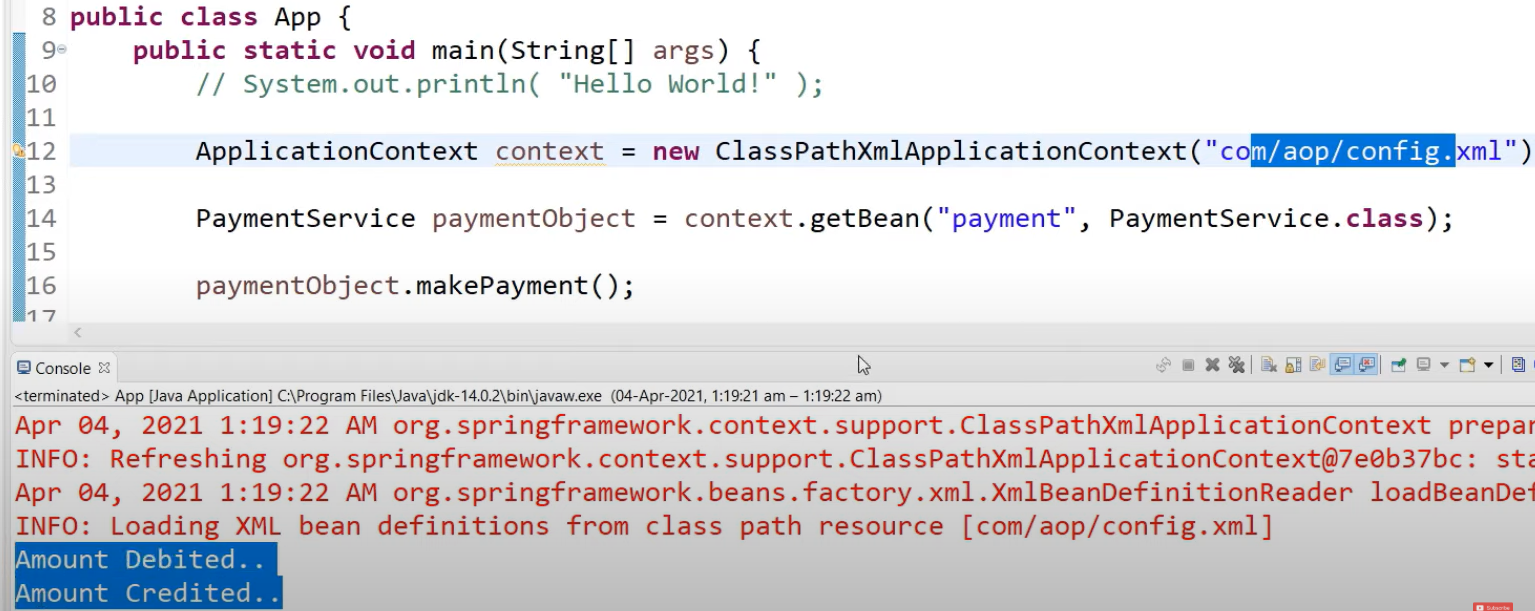 8 public class App {
9 public static void main(String[] args) {
10 // System.out.println( "Hello World!" );
11
12 ApplicationContext context = new ClassPathXmlApplicationContext("com/aop/config.xml")
13
14 PaymentService paymentObject = context.getBean("payment", PaymentService.class);
15
16 paymentObject.makePayment();
17
Console
<terminated> App [Java Application] C:\Program Files\Java\jdk-14.0.2\bin\javaw.exe (04-Apr-2021, 1:19:21 am – 1:19:22 am)
Apr 04, 2021 1:19:22 AM org.springframework.context.support.ClassPathXmlApplicationContext prepar
INFO: Refreshing org.springframework.context.support.ClassPathXmlApplicationContext@7e0b37bc: sta
Apr 04, 2021 1:19:22 AM org.springframework.beans.factory.xml.XmlBeanDefinitionReader loadBeanDef
INFO: Loading XML bean definitions from class path resource [com/aop/config.xml]
Amount Debited..
Amount Credited..
Subscribe